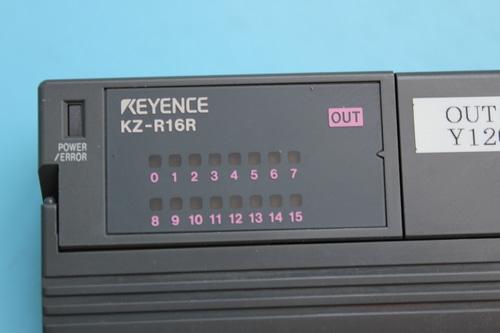 KEYENCE
KZ-R16R
OUT
POWER
/ERROR
0 1 2 3 4 5 6 7
8 9 10 11 12 13 14 15
OUT